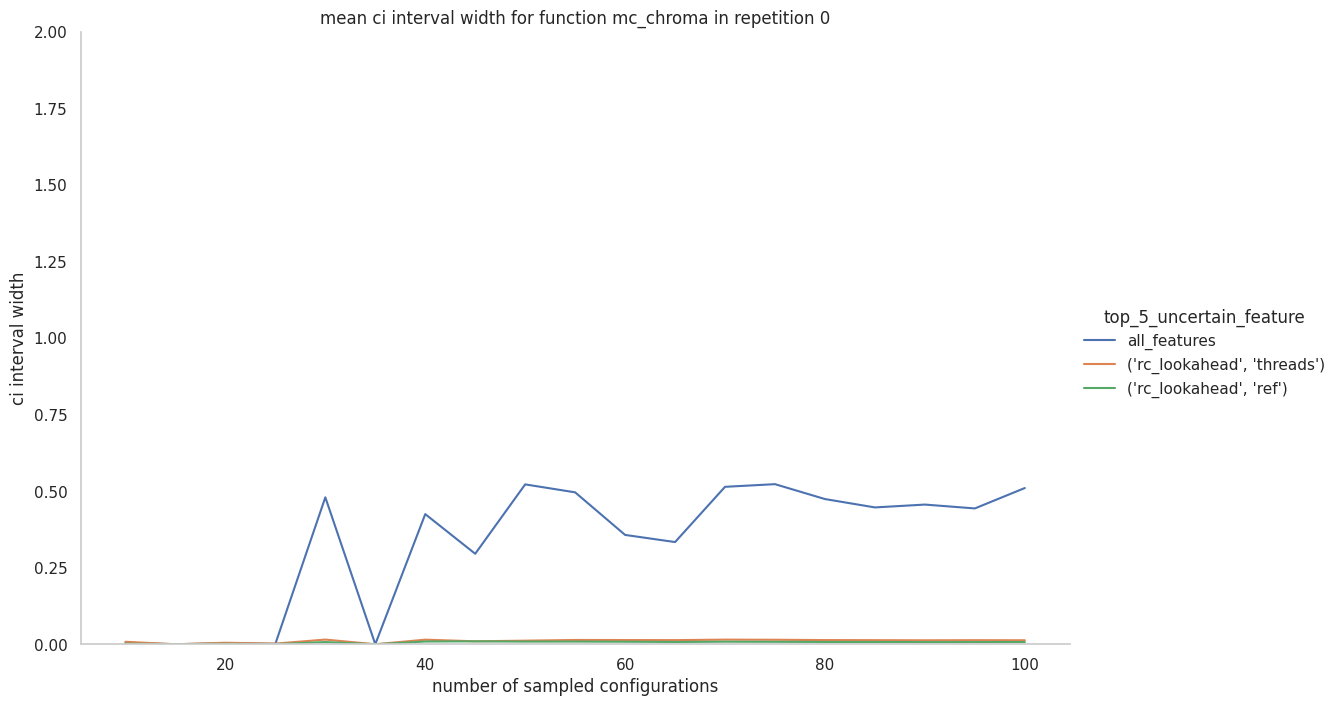 mean ci interval width for function mc_chroma in repetition 0
2.00
1.75
1.50
1.25
1.00
0.75
0.50
0.25
0.00
ci interval width
20
40
60
80
100
number of sampled configurations
top_5_uncertain_feature
all_features
('rc_lookahead', 'threads')
('rc_lookahead', 'ref')